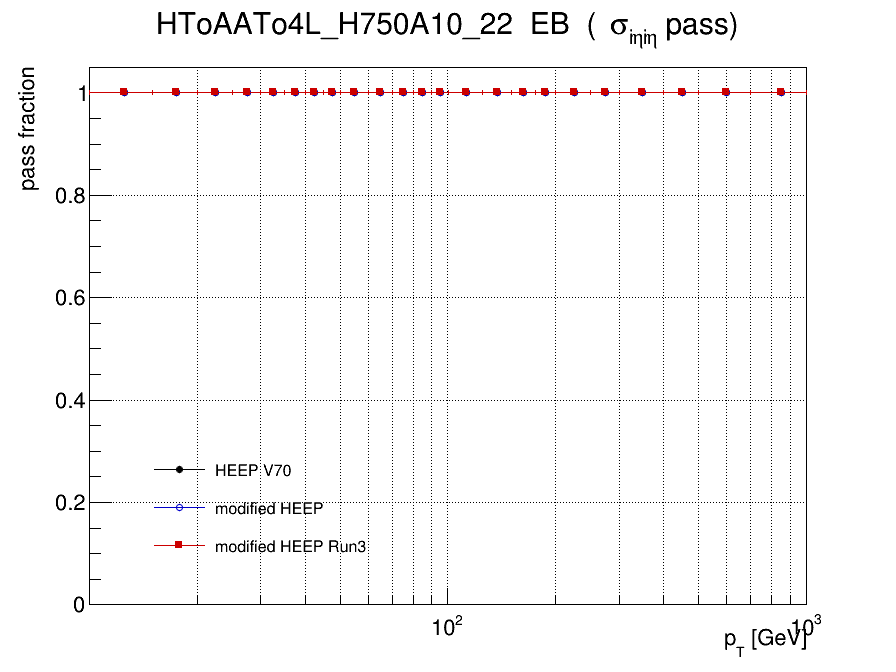 HToAATo4L_H750A10_22 EB ( σiηiη pass)
pass fraction
1
0.8
0.6
0.4
0.2
0
HEEP V70
modified HEEP
modified HEEP Run3
10²
10³
pT [GeV]